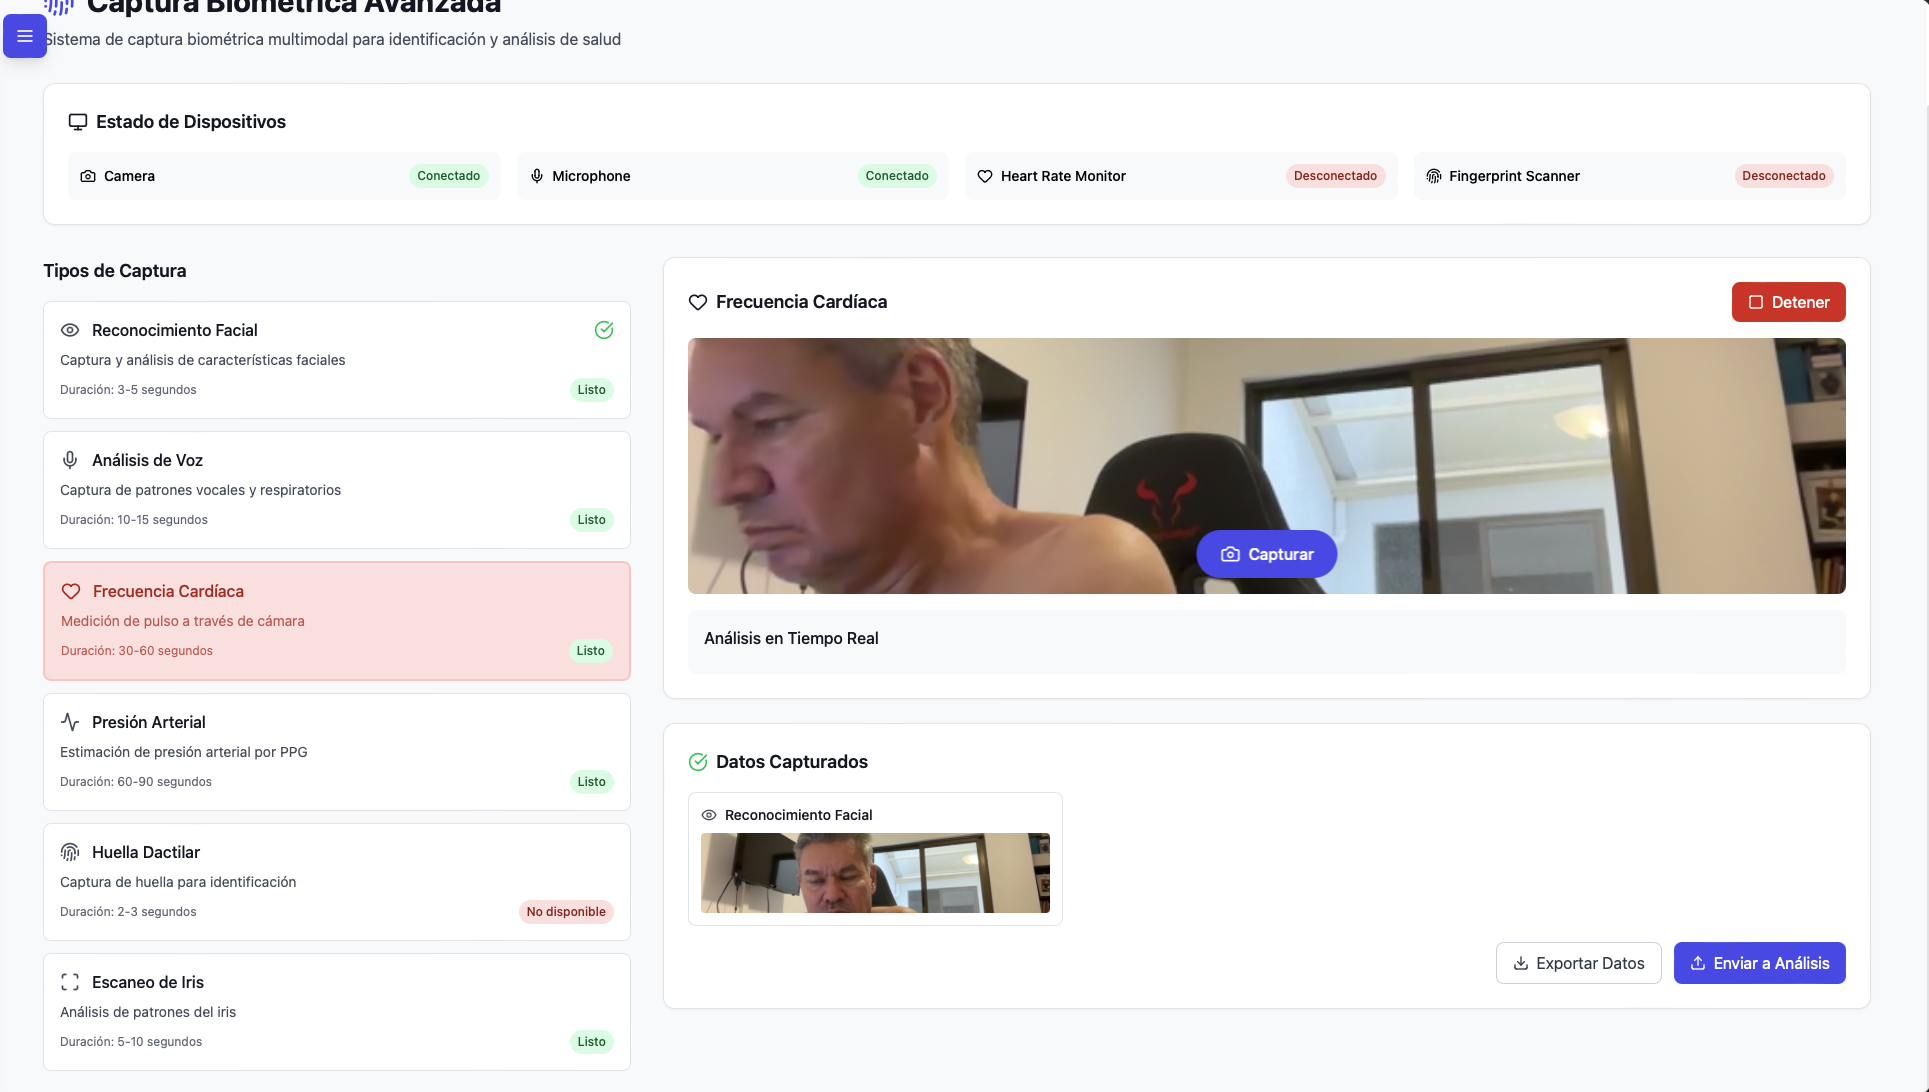 Captura Biométrica Avanzada
Sistema de captura biométrica multimodal para identificación y análisis de salud
Estado de Dispositivos
Camera
Conectado
Microphone
Conectado
Heart Rate Monitor
Desconectado
Fingerprint Scanner
Desconectado
Tipos de Captura
Reconocimiento Facial
Captura y análisis de características faciales
Duración: 3-5 segundos
Listo
Análisis de Voz
Captura de patrones vocales y respiratorios
Duración: 10-15 segundos
Listo
Frecuencia Cardíaca
Medición de pulso a través de cámara
Duración: 30-60 segundos
Listo
Presión Arterial
Estimación de presión arterial por PPG
Duración: 60-90 segundos
Listo
Huella Dactilar
Captura de huella para identificación
Duración: 2-3 segundos
No disponible
Escaneo de Iris
Análisis de patrones del iris
Duración: 5-10 segundos
Listo
Frecuencia Cardíaca
Detener
Capturar
Análisis en Tiempo Real
Datos Capturados
Reconocimiento Facial
Exportar Datos
Enviar a Análisis